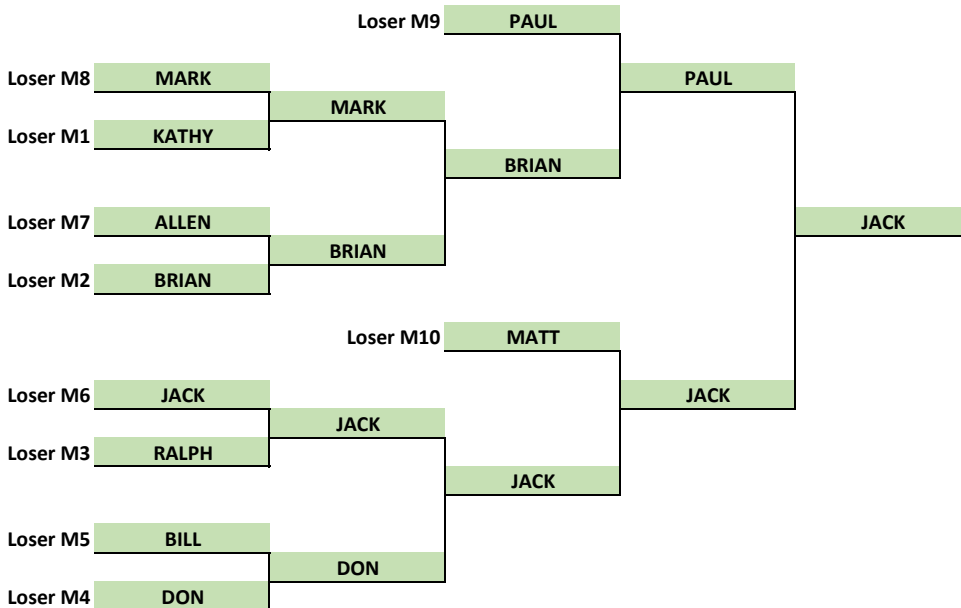 Loser M9 PAUL
Loser M8 MARK PAUL
MARK
Loser M1 KATHY
BRIAN
Loser M7 ALLEN JACK
BRIAN
Loser M2 BRIAN
Loser M10 MATT
Loser M6 JACK JACK
JACK
Loser M3 RALPH
JACK
Loser M5 BILL
DON
Loser M4 DON